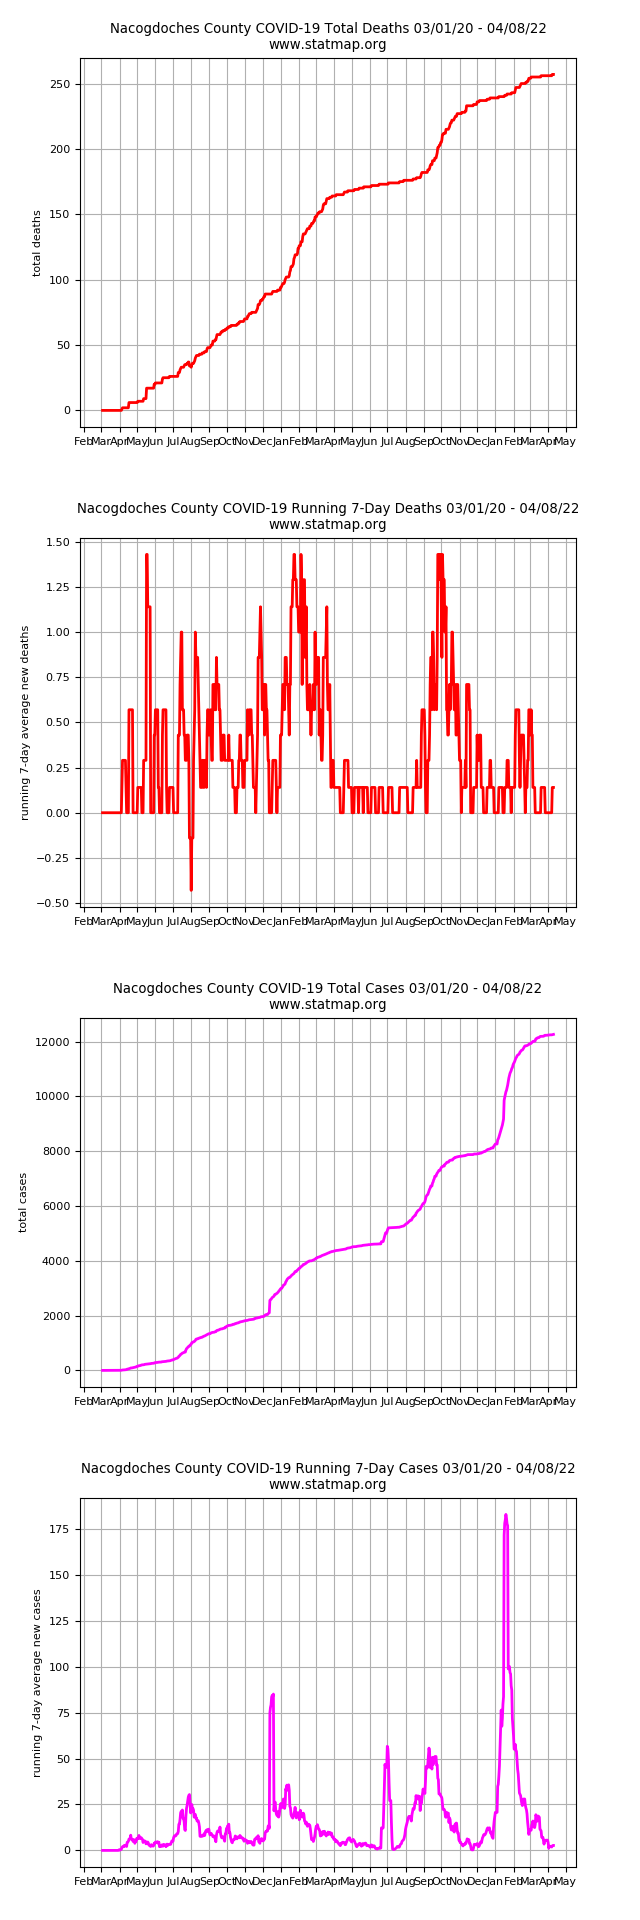 Nacogdoches County COVID-19 Total Deaths 03/01/20 - 04/08/22
www.statmap.org
250
200
150
100
50
0
total deaths
Feb Mar Apr May Jun Jul Aug Sep Oct Nov Dec Jan Feb Mar Apr May Jun Jul Aug Sep Oct Nov Dec Jan Feb Mar Apr May
Nacogdoches County COVID-19 Running 7-Day Deaths 03/01/20 - 04/08/22
www.statmap.org
1.50
1.25
1.00
0.75
0.50
0.25
0.00
−0.25
−0.50
running 7-day average new deaths
Feb Mar Apr May Jun Jul Aug Sep Oct Nov Dec Jan Feb Mar Apr May Jun Jul Aug Sep Oct Nov Dec Jan Feb Mar Apr May
Nacogdoches County COVID-19 Total Cases 03/01/20 - 04/08/22
www.statmap.org
12000
10000
8000
6000
4000
2000
0
total cases
Feb Mar Apr May Jun Jul Aug Sep Oct Nov Dec Jan Feb Mar Apr May Jun Jul Aug Sep Oct Nov Dec Jan Feb Mar Apr May
Nacogdoches County COVID-19 Running 7-Day Cases 03/01/20 - 04/08/22
www.statmap.org
175
150
125
100
75
50
25
0
running 7-day average new cases
Feb Mar Apr May Jun Jul Aug Sep Oct Nov Dec Jan Feb Mar Apr May Jun Jul Aug Sep Oct Nov Dec Jan Feb Mar Apr May